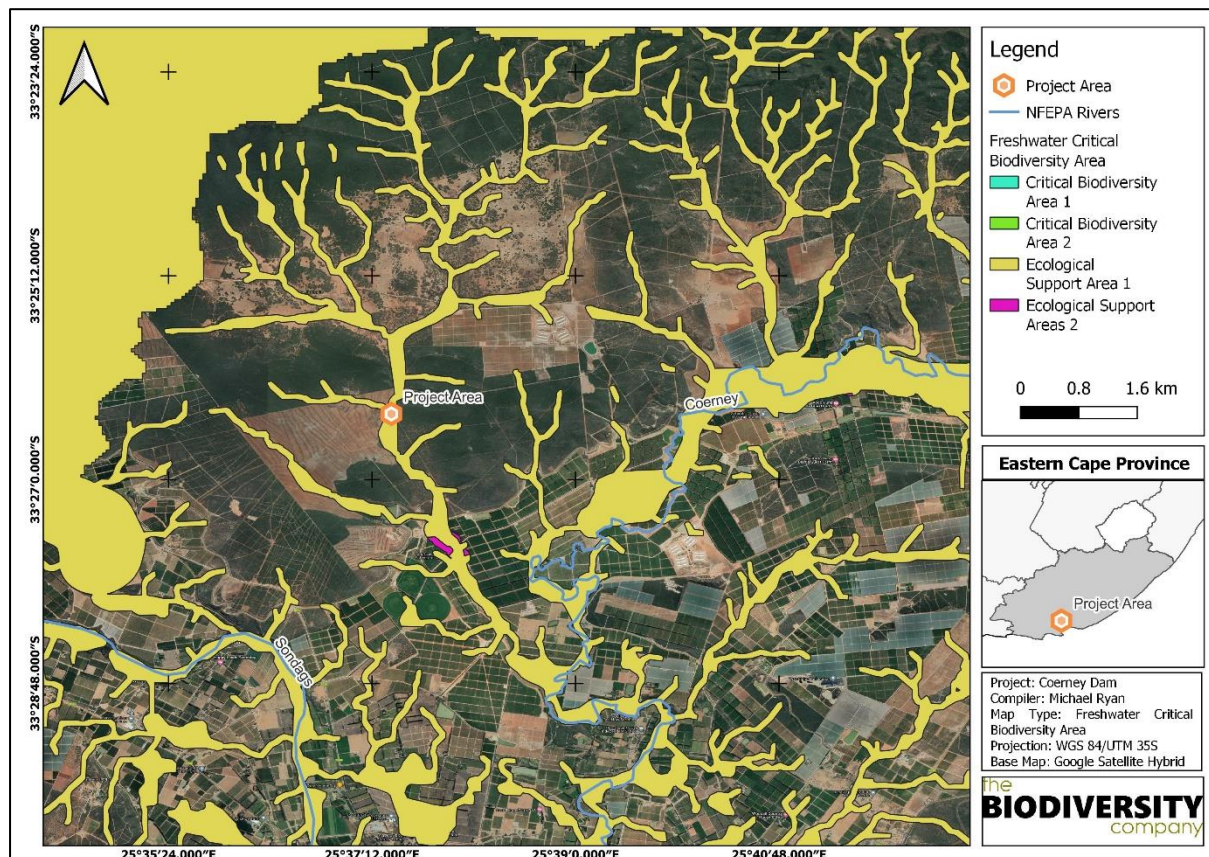 33°23'24.000"S
33°25'12.000"S
33°27'0.000"S
33°28'48.000"S
25°35'24.000"E
25°37'12.000"E
25°39'0.000"E
25°40'48.000"E
Project Area
Coerney
Sondags
Legend
Project Area
NFEPA Rivers
Freshwater Critical
Biodiversity Area
Critical Biodiversity
Area 1
Critical Biodiversity
Area 2
Ecological
Support Area 1
Ecological Support
Areas 2
0 0.8 1.6 km
Eastern Cape Province
Project Area
Project: Coerney Dam
Compiler: Michael Ryan
Map Type: Freshwater Critical
Biodiversity Area
Projection: WGS 84/UTM 35S
Base Map: Google Satellite Hybrid
the
BIODIVERSITY
company